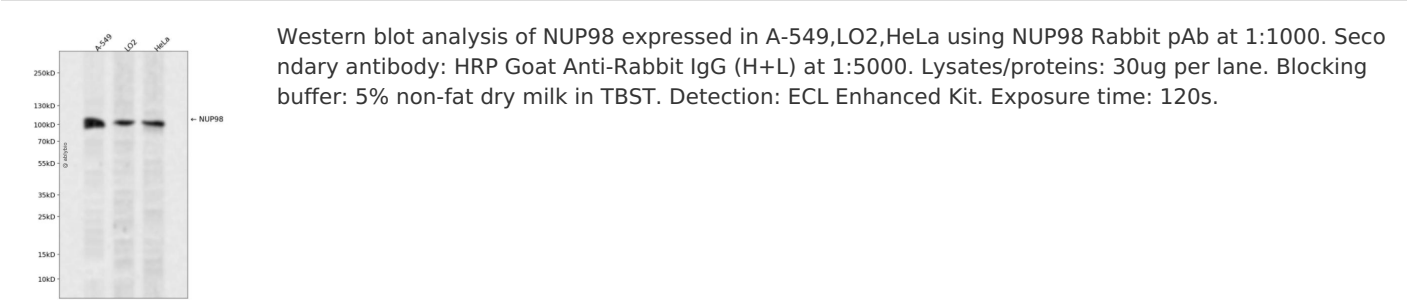 A-549
LO2
HeLa
250kD
130kD
100kD
← NUP98
70kD
55kD
@ abybio
35kD
25kD
15kD
10kD
Western blot analysis of NUP98 expressed in A-549,LO2,HeLa using NUP98 Rabbit pAb at 1:1000. Seco
ndary antibody: HRP Goat Anti-Rabbit IgG (H+L) at 1:5000. Lysates/proteins: 30ug per lane. Blocking
buffer: 5% non-fat dry milk in TBST. Detection: ECL Enhanced Kit. Exposure time: 120s.